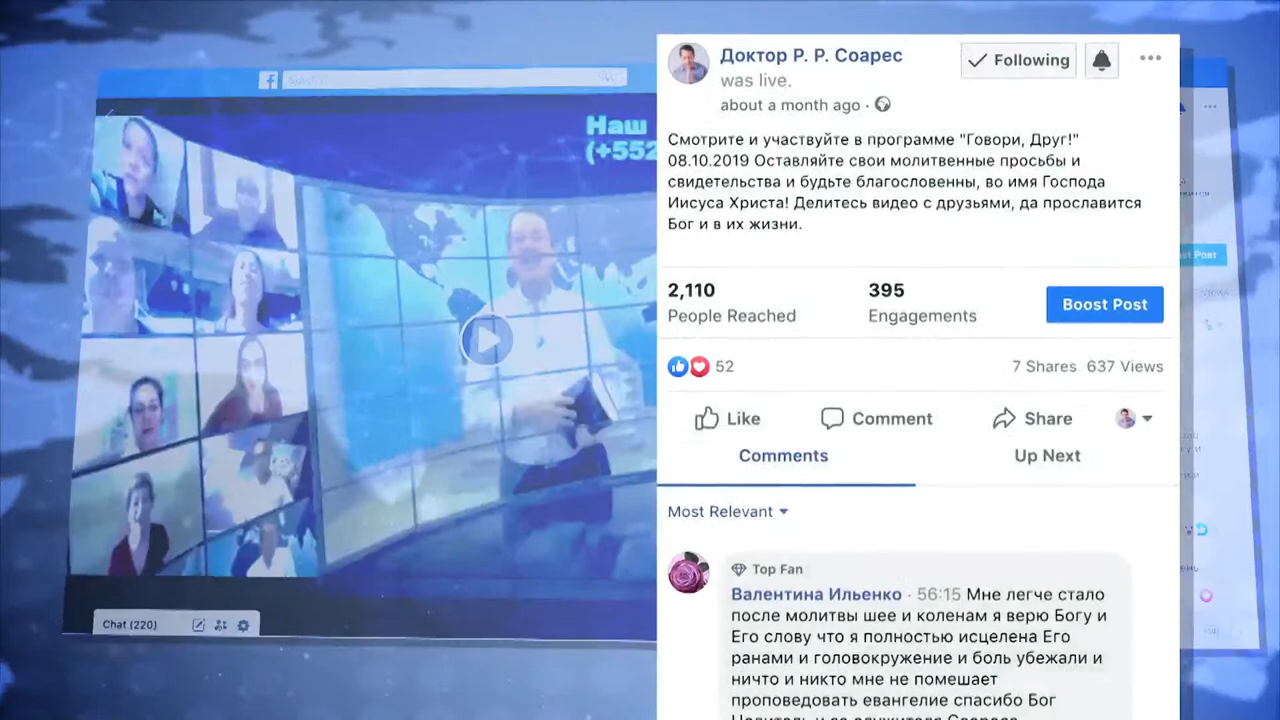 Наш
(+552
Chat (220)
Доктор Р. Р. Соарес
Following
was live.
about a month ago ·
Смотрите и участвуйте в программе "Говори, Друг!"
08.10.2019 Оставляйте свои молитвенные просьбы и
свидетельства и будьте благословенны, во имя Господа
Иисуса Христа! Делитесь видео с друзьями, да прославится
Бог и в их жизни.
2,110 395
People Reached Engagements
Boost Post
52 7 Shares 637 Views
Like Comment Share
Comments Up Next
Most Relevant
Top Fan
Валентина Ильенко · 56:15 Мне легче стало
после молитвы шее и коленам я верю Богу и
Его слову что я полностью исцелена Его
ранами и головокружение и боль убежали и
ничто и никто мне не помешает
проповедовать евангелие спасибо Бог
Post